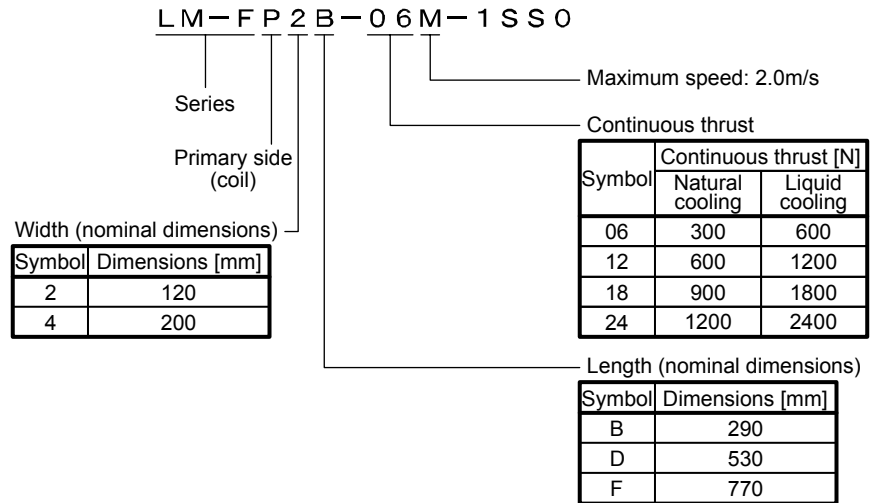 LM-FP2B-06M-1SS0
Maximum speed: 2.0m/s
Series
Continuous thrust
Primary side
(coil)
Symbol Continuous thrust [N]
Natural cooling Liquid cooling
06 300 600
12 600 1200
18 900 1800
24 1200 2400
Width (nominal dimensions)
Symbol Dimensions [mm]
2 120
4 200
Length (nominal dimensions)
Symbol Dimensions [mm]
B 290
D 530
F 770